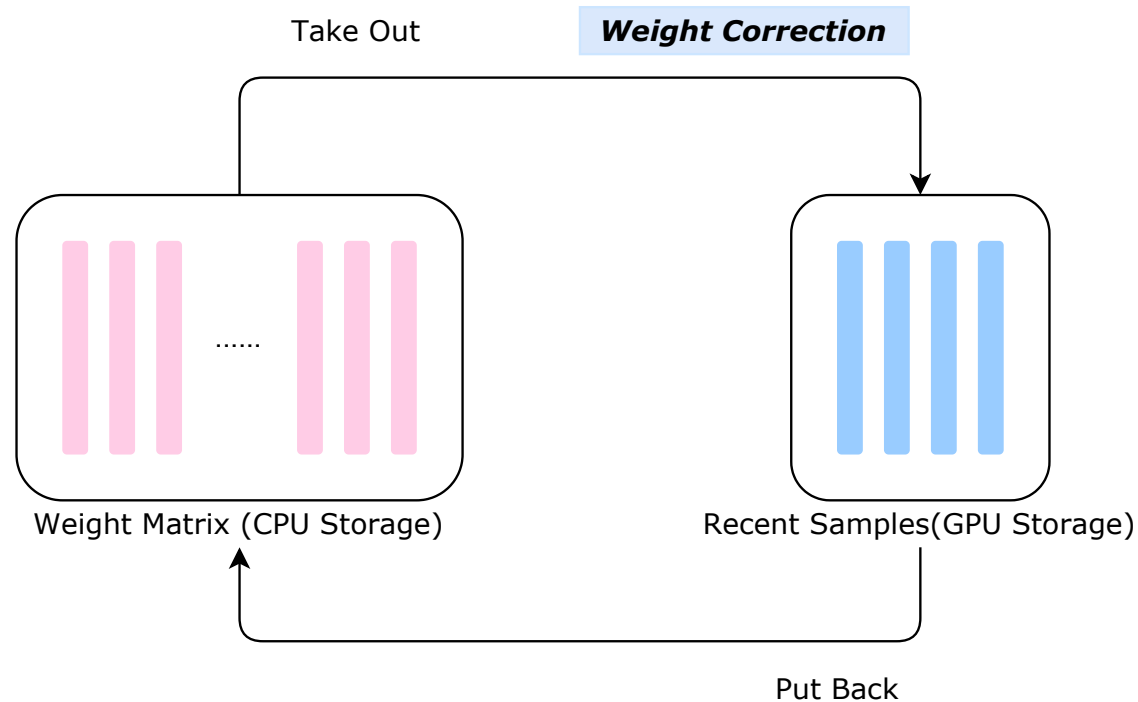 Take Out
Weight Correction
......
Weight Matrix (CPU Storage)
Recent Samples(GPU Storage)
Put Back